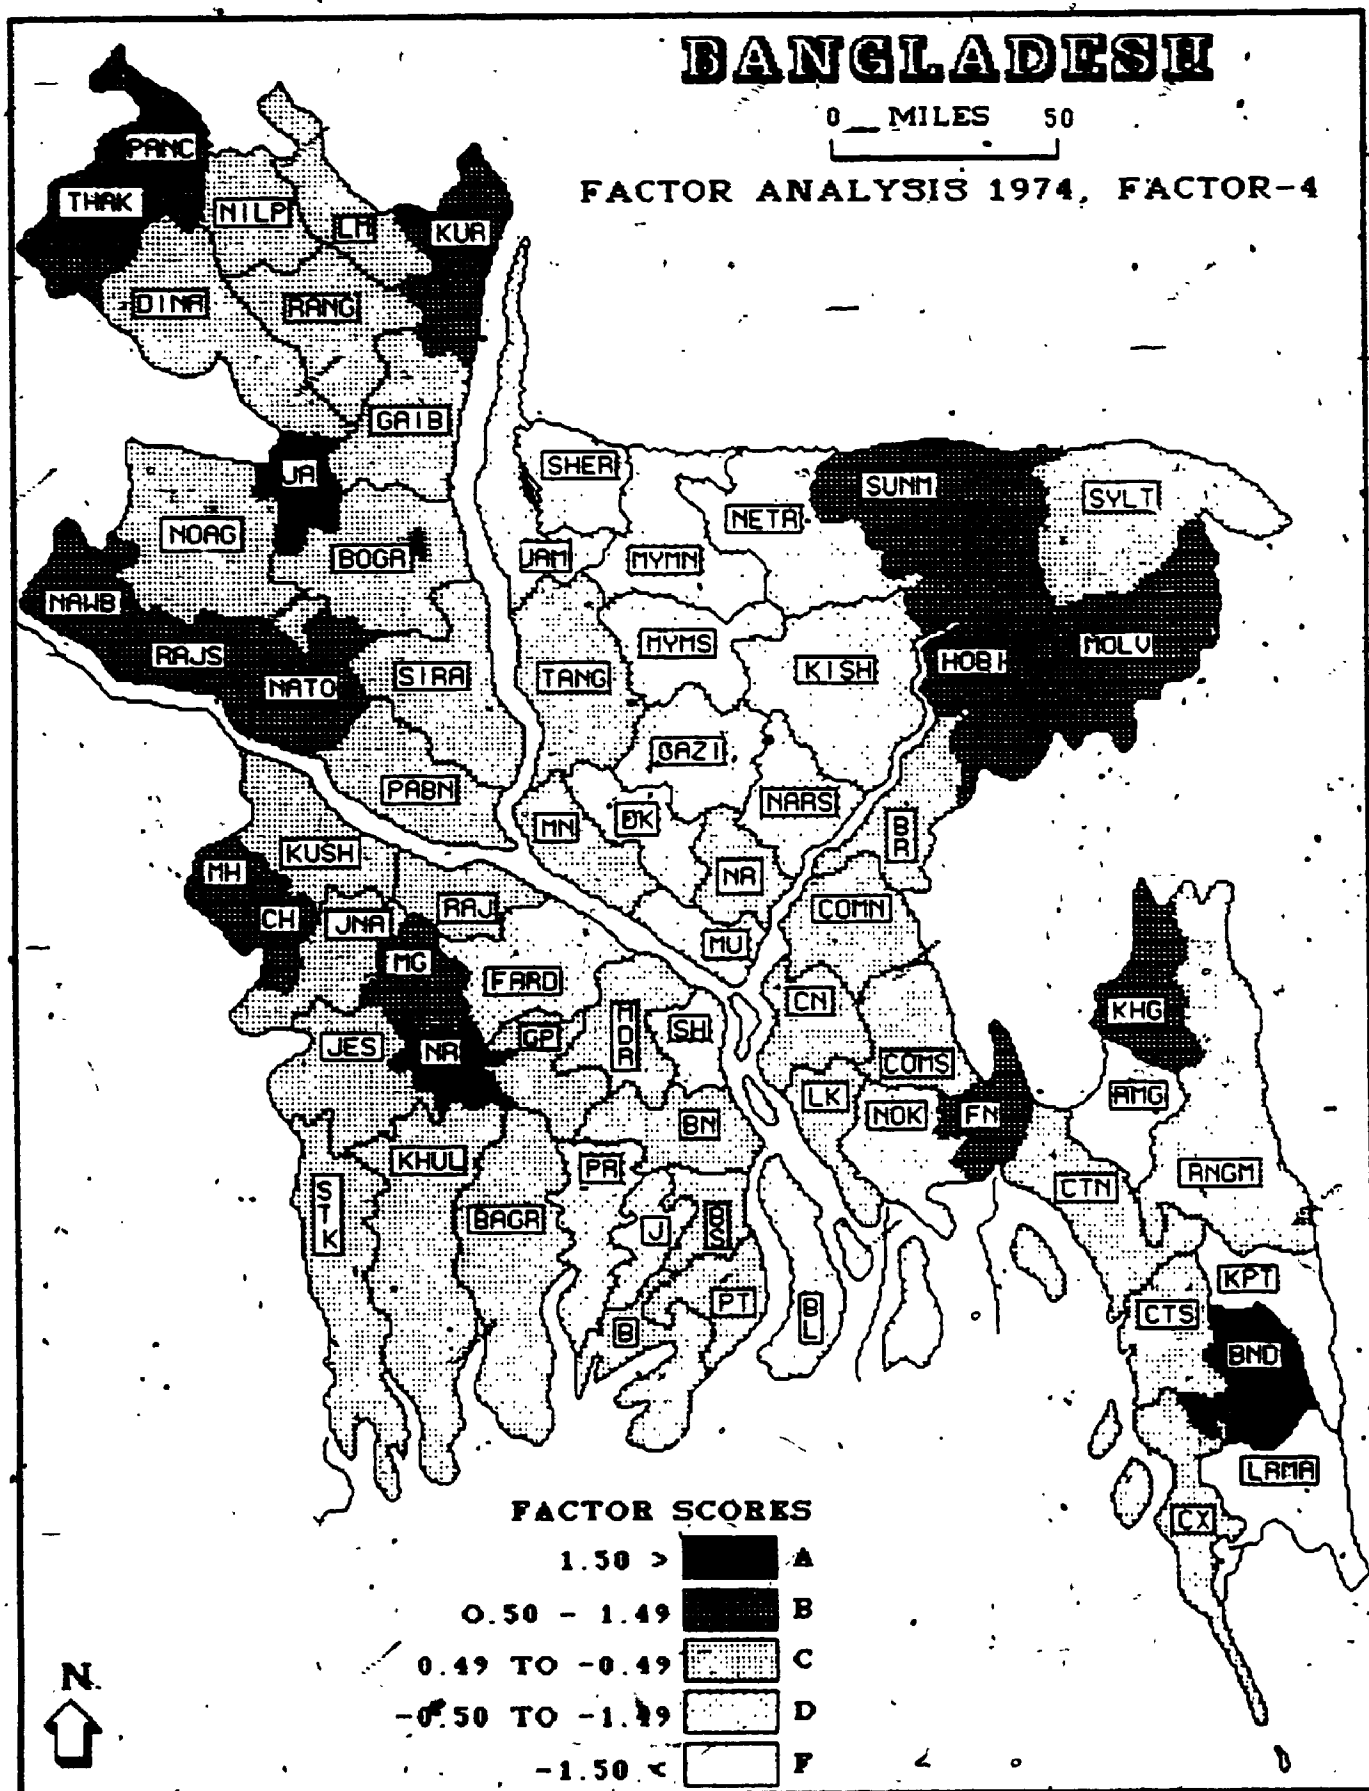 BANGLADESH
0 MILES 50
FACTOR ANALYSIS 1974, FACTOR-4
PANC
THAK
NILP
LM
KUR
DINA
RANG
GAIB
JA
SHER
SUNM
SYLT
NOAG
BOGR
JAM
MYMN
NETR
NAWB
RAJS
NATO
SIRA
TANG
MYMS
KISH
HOBI
MOLV
PABN
GAZI
MN
DK
NARS
BR
KUSH
MH
NA
CH
JNA
RAJ
COMN
MU
MG
FARD
CN
MDR
SH
KHG
JES
NR
GP
COMS
AMG
LK
NOK
FN
BN
KHUL
PR
CTN
RNGM
STK
BAGR
J
DS
KPT
PT
BL
B
CTS
BND
LAMA
CX
FACTOR SCORES
1.50 > A
0.50 - 1.49 B
0.49 TO -0.49 C
-0.50 TO -1.49 D
-1.50 < F
N